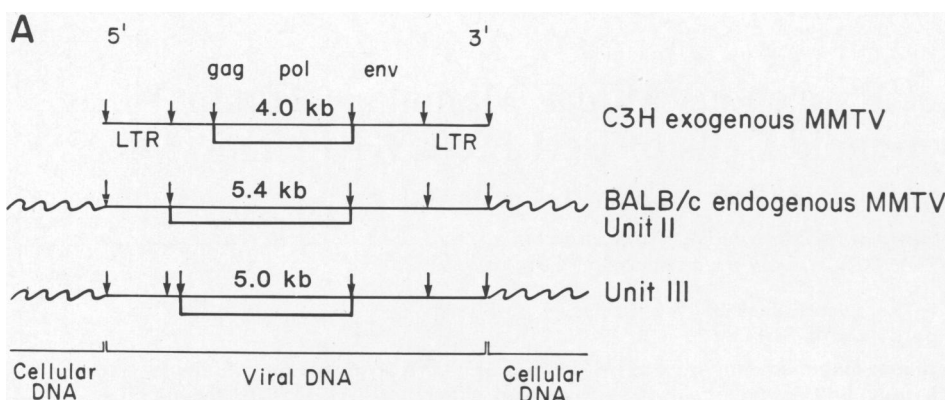 A
5' 3'
gag pol env
4.0 kb
LTR LTR
C3H exogenous MMTV
5.4 kb
BALB/c endogenous MMTV
Unit II
5.0 kb
Unit III
Cellular
DNA
Viral DNA
Cellular
DNA